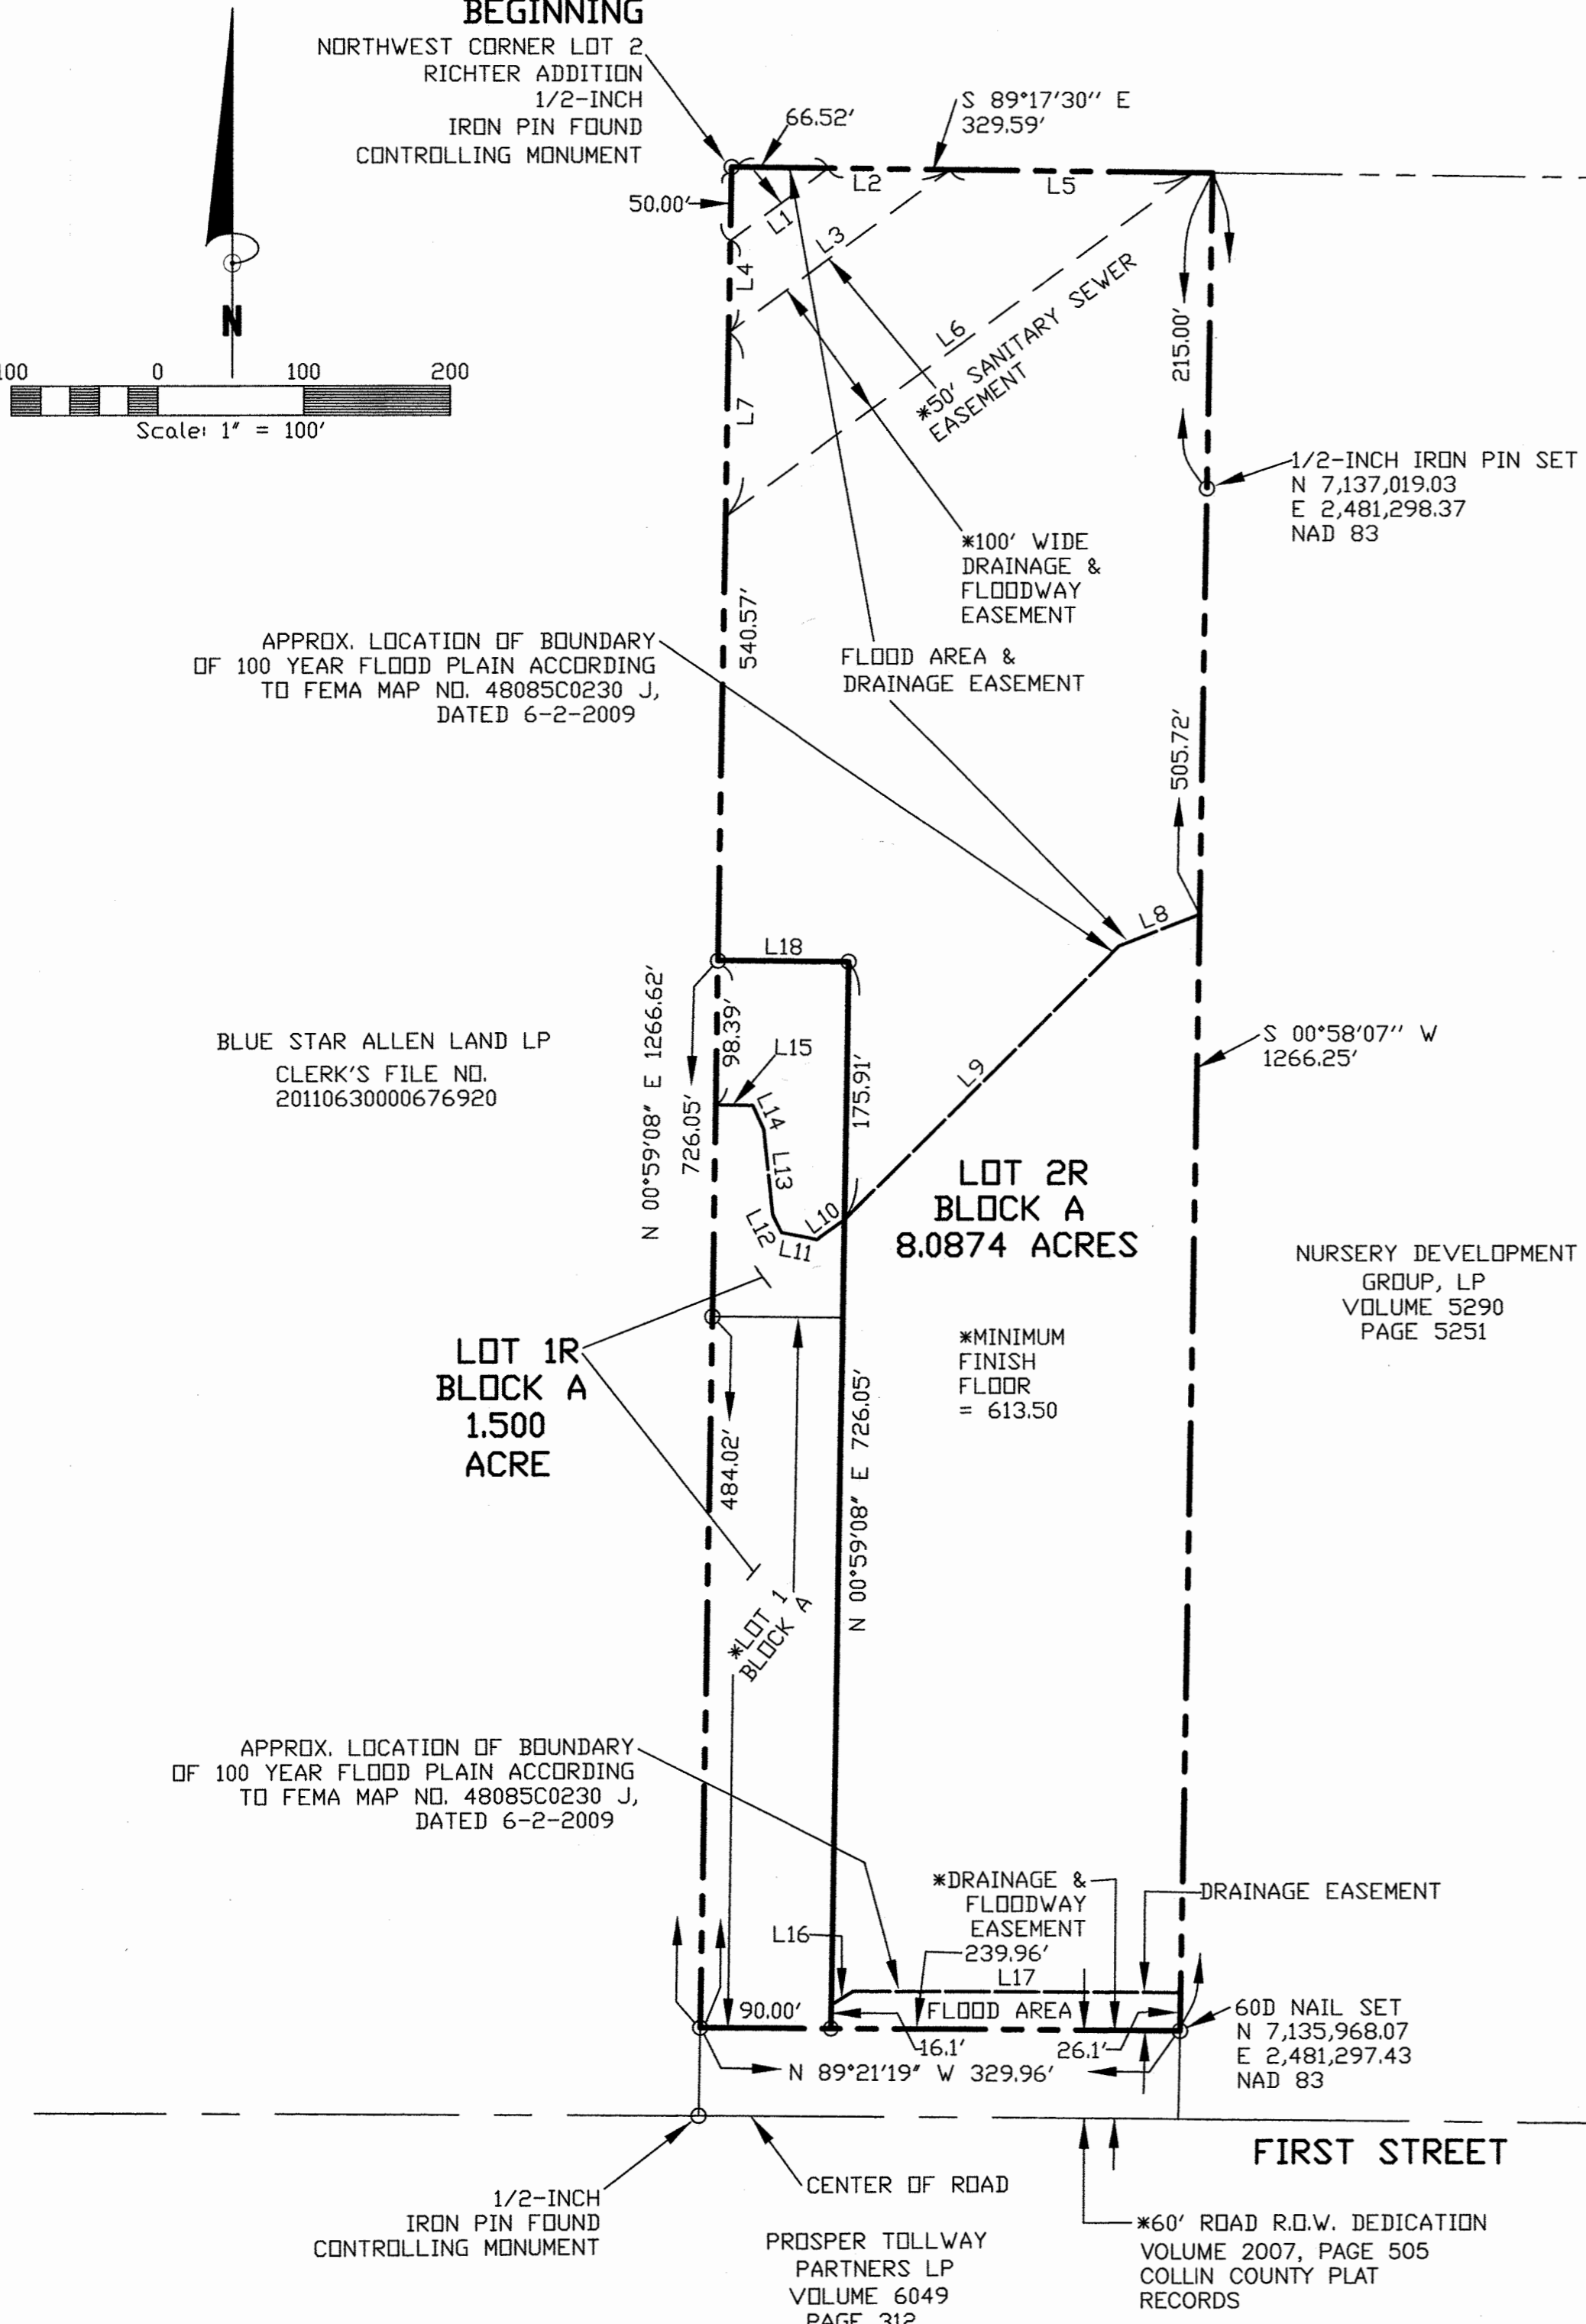 BEGINNING
NORTHWEST CORNER LOT 2
RICHTER ADDITION
1/2-INCH
IRON PIN FOUND
CONTROLLING MONUMENT
66.52'
S 89°17'30'' E
329.59'
50.00'
L1
L2
L5
L3
L4
L6
L7
*50' SANITARY SEWER
EASEMENT
215.00'
N
100 0 100 200
Scale: 1" = 100'
1/2-INCH IRON PIN SET
N 7,137,019.03
E 2,481,298.37
NAD 83
*100' WIDE
DRAINAGE &
FLOODWAY
EASEMENT
540.57'
APPROX. LOCATION OF BOUNDARY
OF 100 YEAR FLOOD PLAIN ACCORDING
TO FEMA MAP NO. 48085C0230 J,
DATED 6-2-2009
FLOOD AREA &
DRAINAGE EASEMENT
505.72'
L8
L18
L9
N 00°59'08" E 1266.62'
726.05'
98.39'
L15
L14
L13
L12
L11
L10
175.91'
BLUE STAR ALLEN LAND LP
CLERK'S FILE NO.
20110630000676920
S 00°58'07'' W
1266.25'
LOT 2R
BLOCK A
8.0874 ACRES
NURSERY DEVELOPMENT
GROUP, LP
VOLUME 5290
PAGE 5251
LOT 1R
BLOCK A
1.500
ACRE
*MINIMUM
FINISH
FLOOR
= 613.50
484.02'
N 00°59'08" E 726.05'
*LOT 1
BLOCK A
APPROX. LOCATION OF BOUNDARY
OF 100 YEAR FLOOD PLAIN ACCORDING
TO FEMA MAP NO. 48085C0230 J,
DATED 6-2-2009
*DRAINAGE &
FLOODWAY
EASEMENT
239.96'
DRAINAGE EASEMENT
L16
L17
90.00'
FLOOD AREA
16.1'
26.1'
N 89°21'19" W 329.96'
60D NAIL SET
N 7,135,968.07
E 2,481,297.43
NAD 83
FIRST STREET
1/2-INCH
IRON PIN FOUND
CONTROLLING MONUMENT
CENTER OF ROAD
PROSPER TOLLWAY
PARTNERS LP
VOLUME 6049
PAGE 312
*60' ROAD R.O.W. DEDICATION
VOLUME 2007, PAGE 505
COLLIN COUNTY PLAT
RECORDS